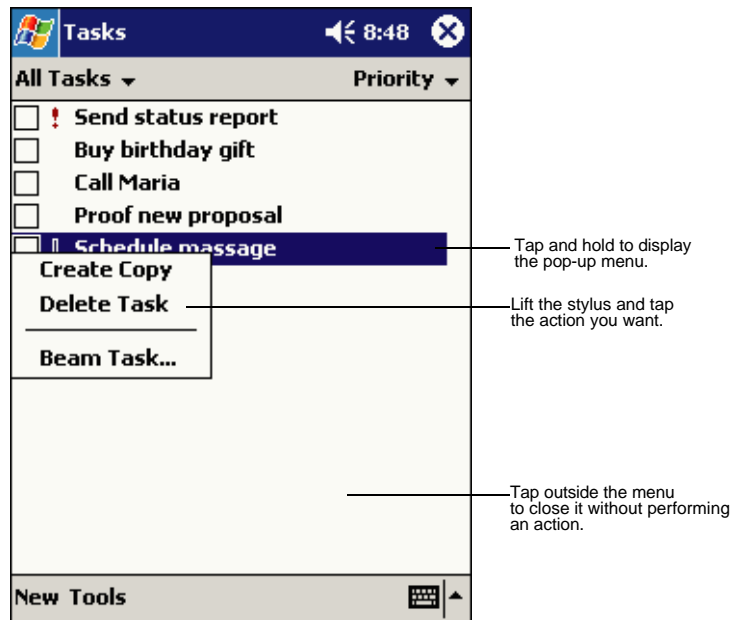 Tasks 8:48
All Tasks Priority
! Send status report
Buy birthday gift
Call Maria
Proof new proposal
Schedule massage
Create Copy
Delete Task
Beam Task...
Tap and hold to display
the pop-up menu.
Lift the stylus and tap
the action you want.
Tap outside the menu
to close it without performing
an action.
New Tools